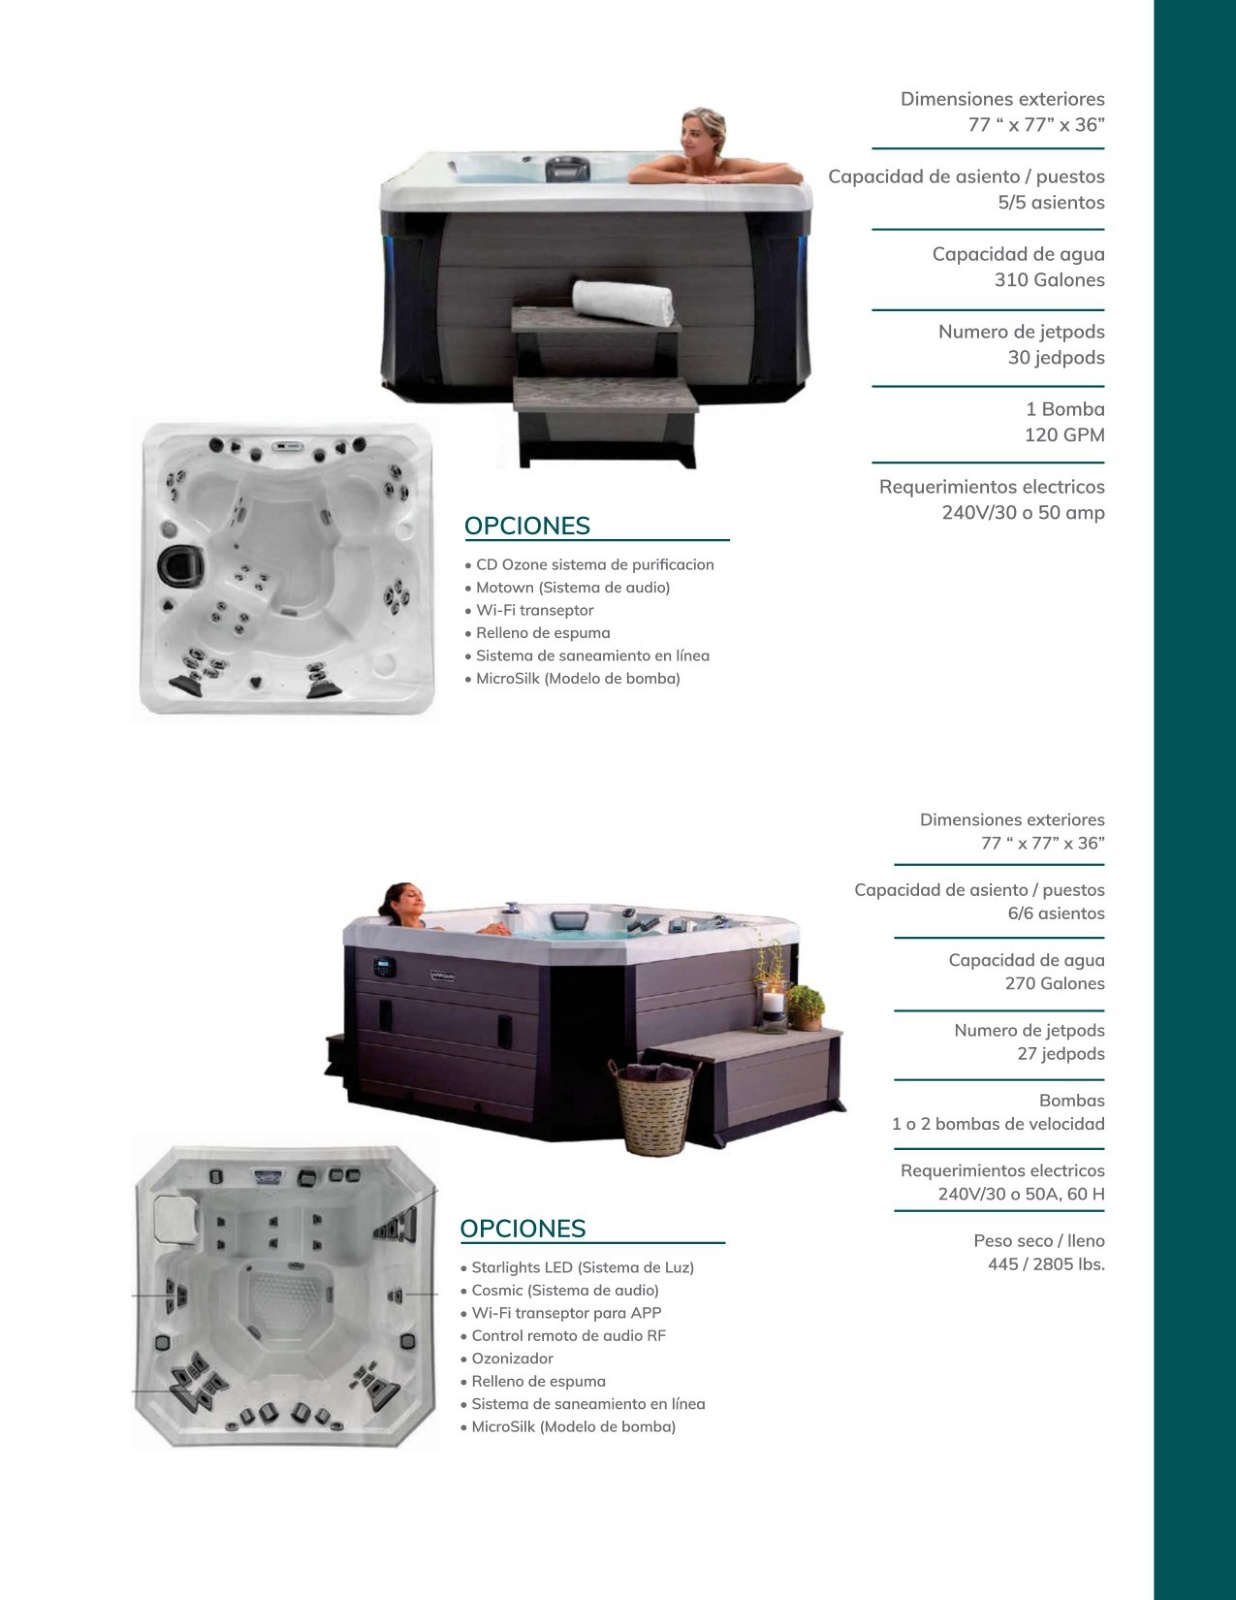 Dimensiones exteriores
77 “ x 77” x 36”
Capacidad de asiento / puestos
5/5 asientos
Capacidad de agua
310 Galones
Numero de jetpods
30 jedpods
1 Bomba
120 GPM
Requerimientos electricos
240V/30 o 50 amp
OPCIONES
• CD Ozone sistema de purificacion
• Motown (Sistema de audio)
• Wi-Fi transeptor
• Relleno de espuma
• Sistema de saneamiento en línea
• MicroSilk (Modelo de bomba)
Dimensiones exteriores
77 “ x 77” x 36”
Capacidad de asiento / puestos
6/6 asientos
Capacidad de agua
270 Galones
Numero de jetpods
27 jedpods
Bombas
1 o 2 bombas de velocidad
Requerimientos electricos
240V/30 o 50A, 60 H
Peso seco / lleno
445 / 2805 lbs.
OPCIONES
• Starlights LED (Sistema de Luz)
• Cosmic (Sistema de audio)
• Wi-Fi transeptor para APP
• Control remoto de audio RF
• Ozonizador
• Relleno de espuma
• Sistema de saneamiento en línea
• MicroSilk (Modelo de bomba)